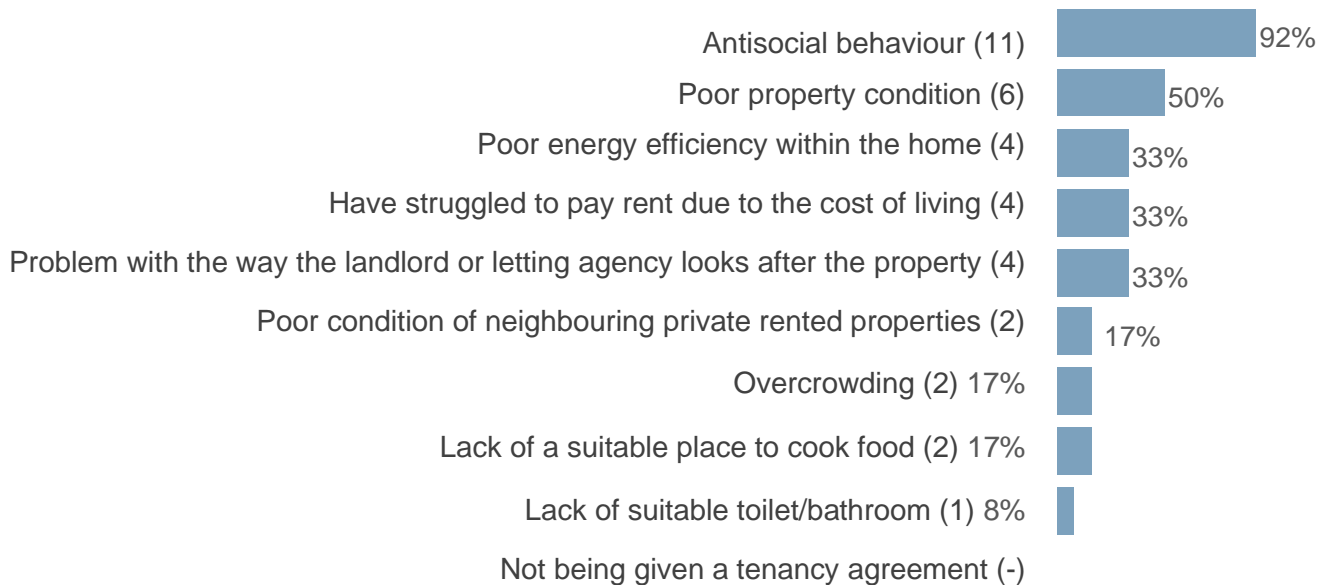 Antisocial behaviour (11) 92%
Poor property condition (6) 50%
Poor energy efficiency within the home (4) 33%
Have struggled to pay rent due to the cost of living (4) 33%
Problem with the way the landlord or letting agency looks after the property (4) 33%
Poor condition of neighbouring private rented properties (2) 17%
Overcrowding (2) 17%
Lack of a suitable place to cook food (2) 17%
Lack of suitable toilet/bathroom (1) 8%
Not being given a tenancy agreement (-)